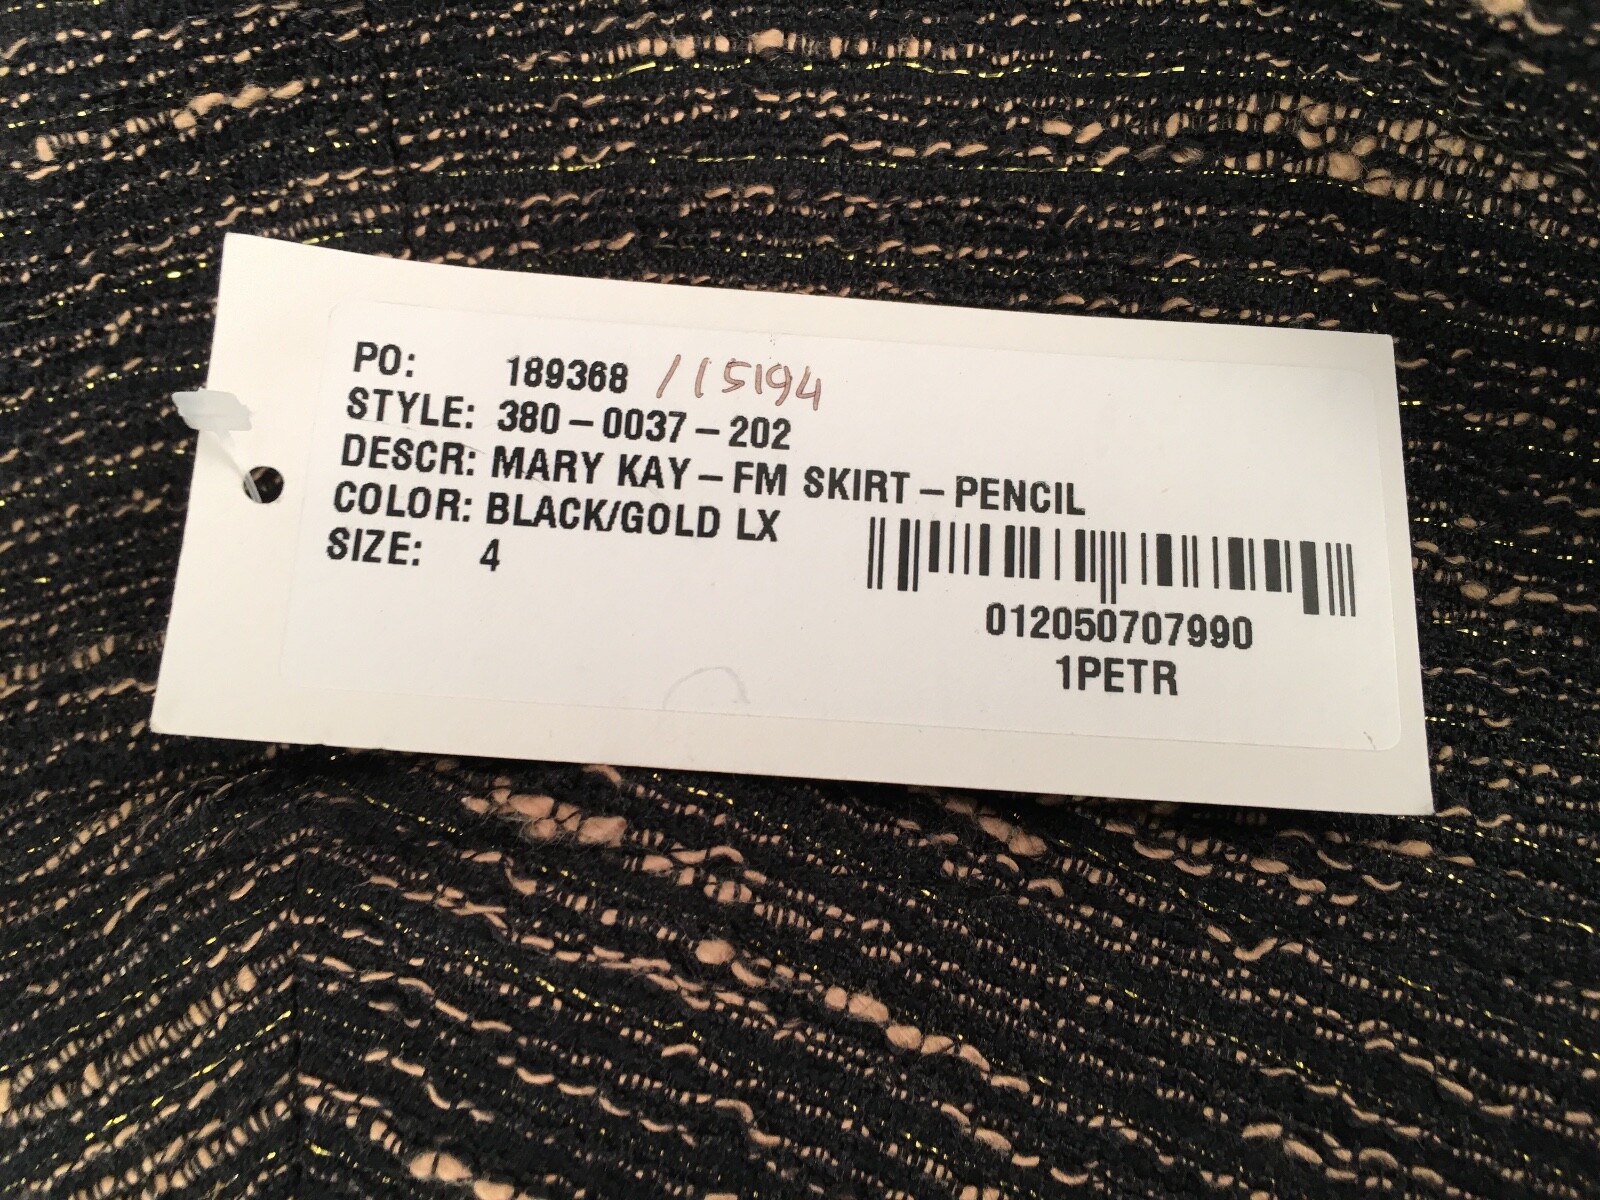 PO: 189368 /15194
STYLE: 380-0037-202
DESCR: MARY KAY-FM SKIRT-PENCIL
COLOR: BLACK/GOLD LX
SIZE: 4
012050707990
1PETR